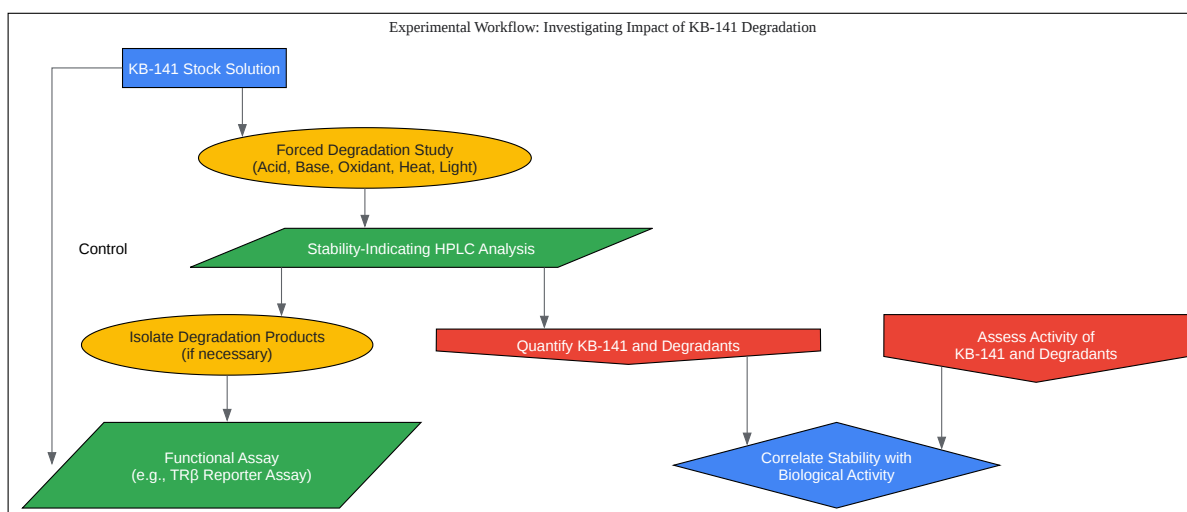 Experimental Workflow: Investigating Impact of KB-141 Degradation
KB-141 Stock Solution
Forced Degradation Study
(Acid, Base, Oxidant, Heat, Light)
Control
Stability-Indicating HPLC Analysis
Isolate Degradation Products
(if necessary)
Quantify KB-141 and Degradants
Assess Activity of
KB-141 and Degradants
Functional Assay
(e.g., TRβ Reporter Assay)
Correlate Stability with
Biological Activity